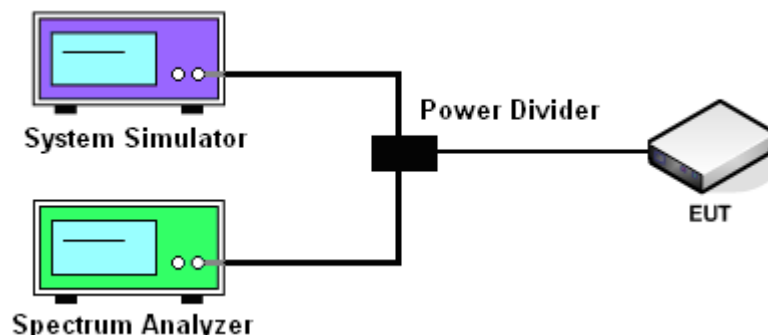 System Simulator
Power Divider
EUT
Spectrum Analyzer